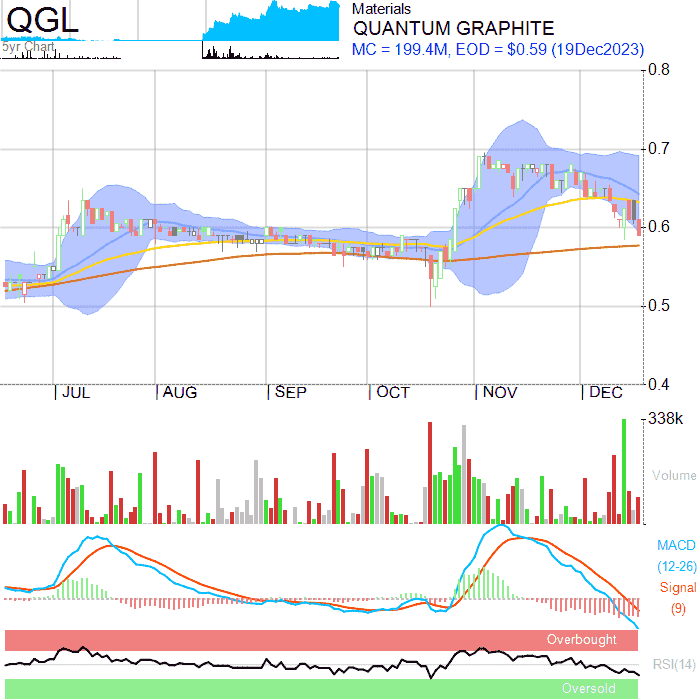 QGL
5yr Chart
Materials
QUANTUM GRAPHITE
MC = 199.4M, EOD = $0.59 (19Dec2023)
0.8
0.7
0.6
0.5
0.4
JUL
AUG
SEP
OCT
NOV
DEC
338k
Volume
MACD
(12-26)
Signal
(9)
Overbought
RSI(14)
Oversold